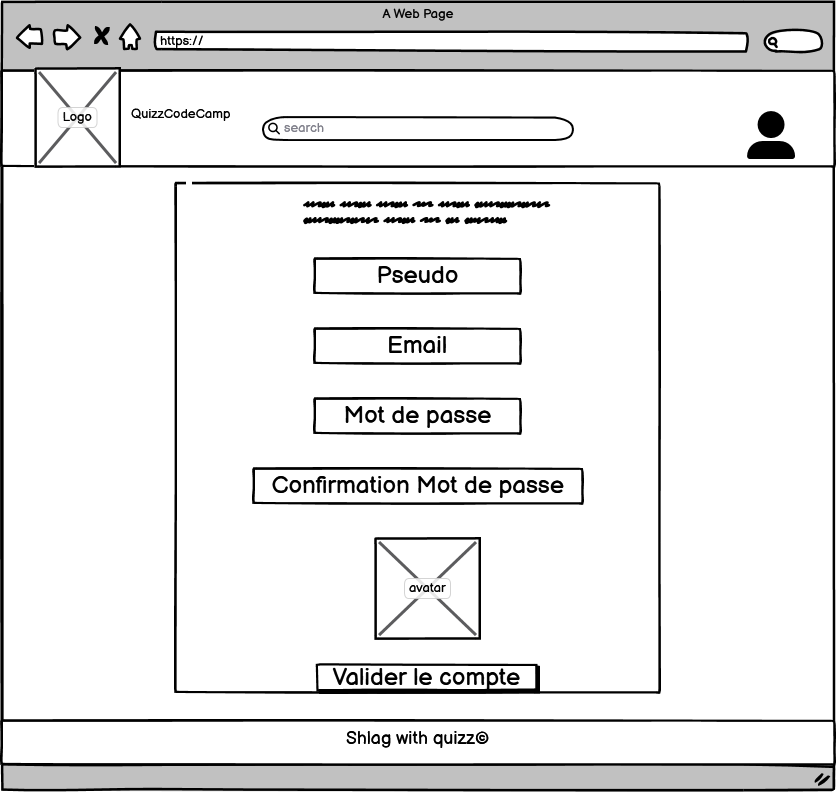 A Web Page
https://
Logo
QuizzCodeCamp
search
Pseudo
Email
Mot de passe
Confirmation Mot de passe
avatar
Valider le compte
Shlag with quizz©